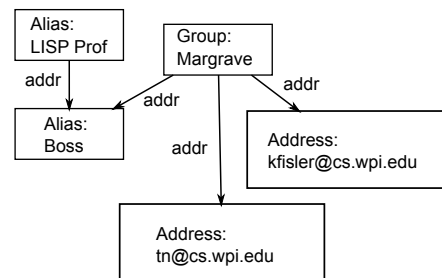 Alias:
LISP Prof
Group:
Margrave
addr
addr
addr
Alias:
Boss
addr
Address:
kfisler@cs.wpi.edu
Address:
tn@cs.wpi.edu